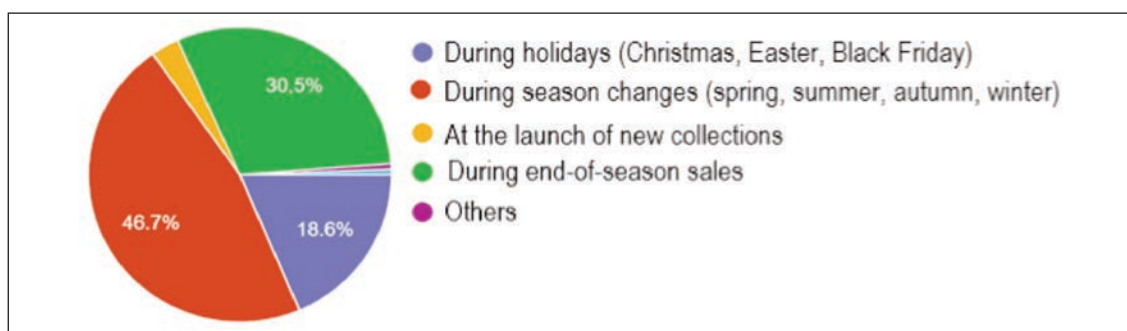 30,5%
46.7%
18.6%
During holidays (Christmas, Easter, Black Friday)
During season changes (spring, summer, autumn, winter)
At the launch of new collections
During end-of-season sales
Others